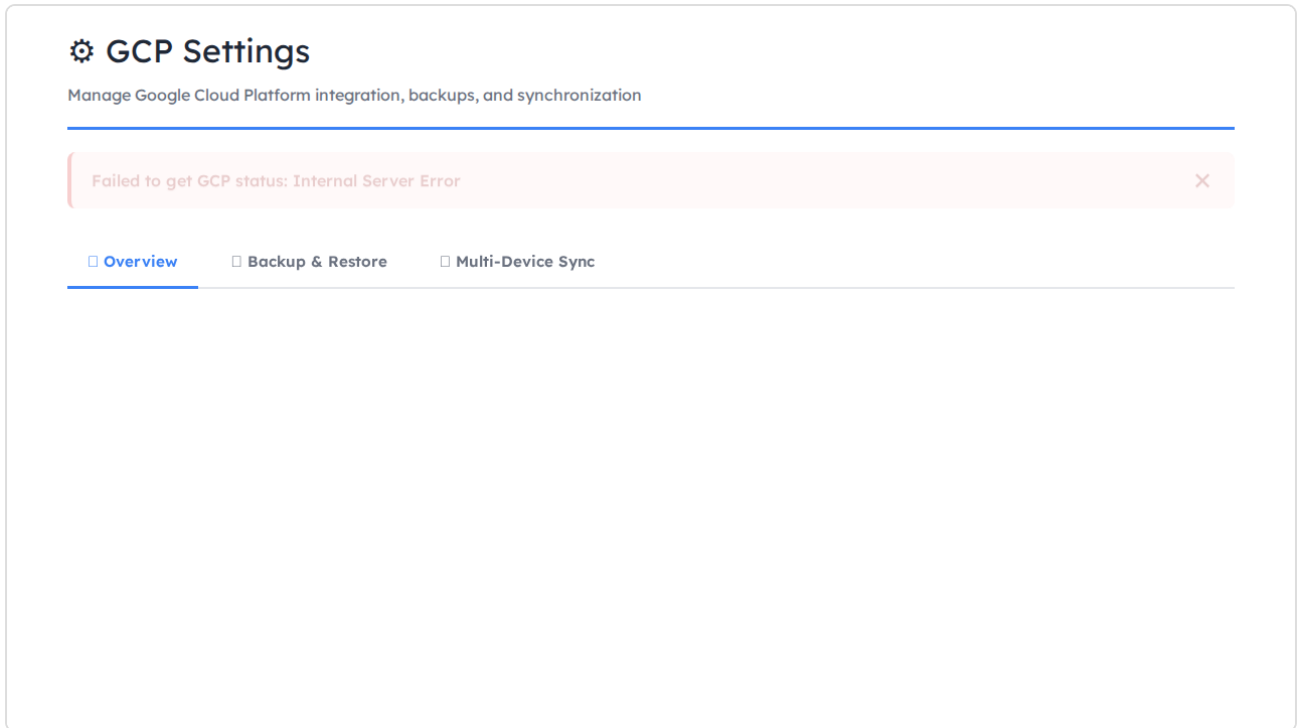 ⚙ GCP Settings
Manage Google Cloud Platform integration, backups, and synchronization
Failed to get GCP status: Internal Server Error ✕
Overview Backup & Restore Multi-Device Sync